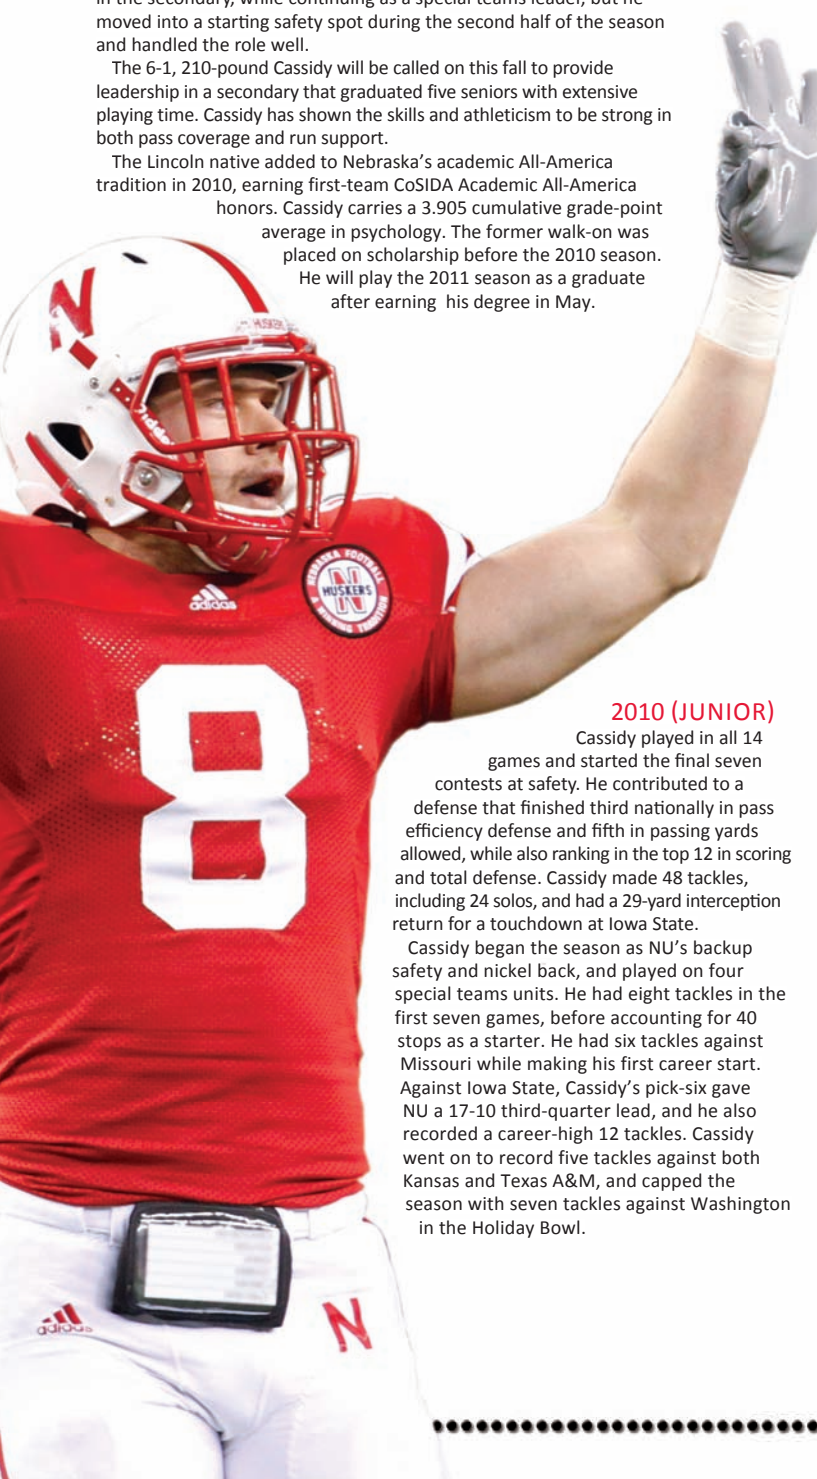 in the secondary, while continuing as a special teams leader, but he
moved into a starting safety spot during the second half of the season
and handled the role well.
The 6-1, 210-pound Cassidy will be called on this fall to provide
leadership in a secondary that graduated five seniors with extensive
playing time. Cassidy has shown the skills and athleticism to be strong in
both pass coverage and run support.
The Lincoln native added to Nebraska's academic All-America
tradition in 2010, earning first-team CoSIDA Academic All-America
honors. Cassidy carries a 3.905 cumulative grade-point
average in psychology. The former walk-on was
placed on scholarship before the 2010 season.
He will play the 2011 season as a graduate
after earning his degree in May.
N
HUSKERS
Riddell
NEBRASKA FOOTBALL
N
HUSKERS
A WINNING TRADITION
adidas
8
2010 (JUNIOR)
Cassidy played in all 14
games and started the final seven
contests at safety. He contributed to a
defense that finished third nationally in pass
efficiency defense and fifth in passing yards
allowed, while also ranking in the top 12 in scoring
and total defense. Cassidy made 48 tackles,
including 24 solos, and had a 29-yard interception
return for a touchdown at Iowa State.
Cassidy began the season as NU's backup
safety and nickel back, and played on four
special teams units. He had eight tackles in the
first seven games, before accounting for 40
stops as a starter. He had six tackles against
Missouri while making his first career start.
Against Iowa State, Cassidy's pick-six gave
NU a 17-10 third-quarter lead, and he also
recorded a career-high 12 tackles. Cassidy
went on to record five tackles against both
Kansas and Texas A&M, and capped the
season with seven tackles against Washington
in the Holiday Bowl.
adidas
N